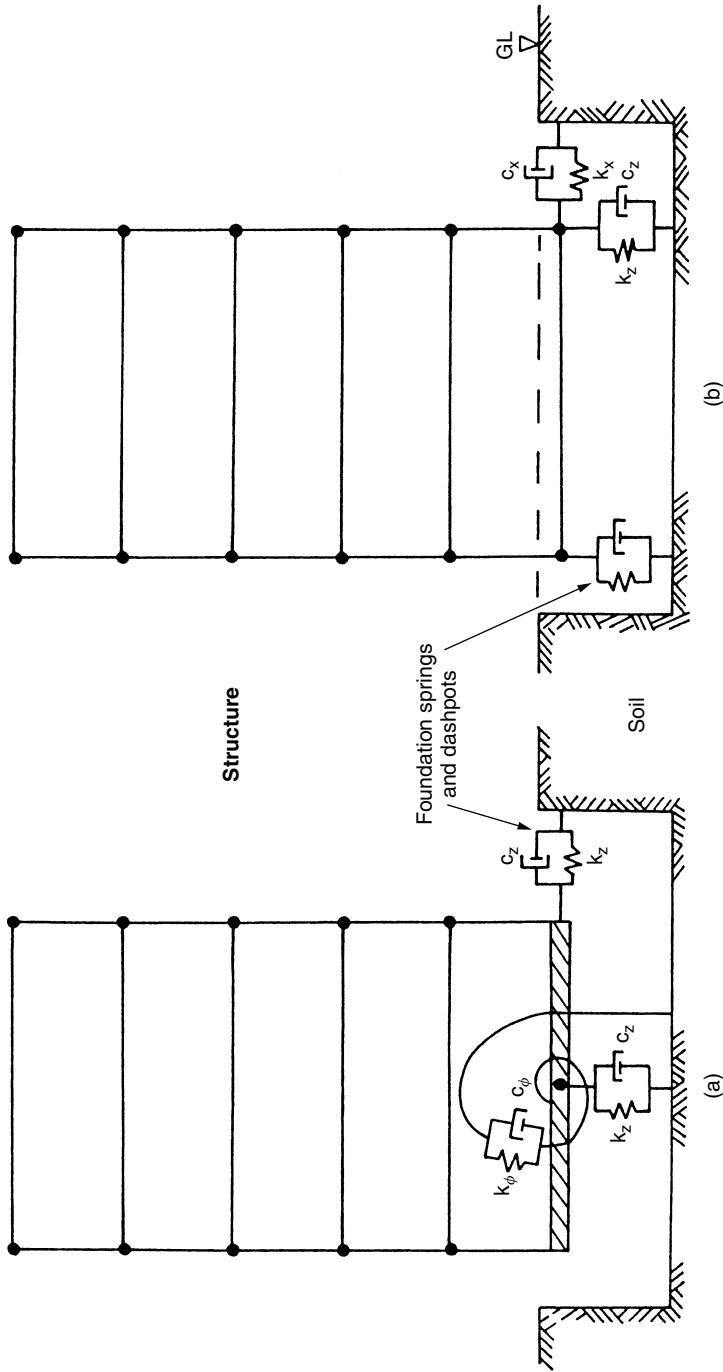 Structure
GL
Foundation springs
and dashpots
c_z
k_z
c_x
k_x
k_φ
c_φ
k_z
c_z
k_z
c_z
Soil
(a)
(b)